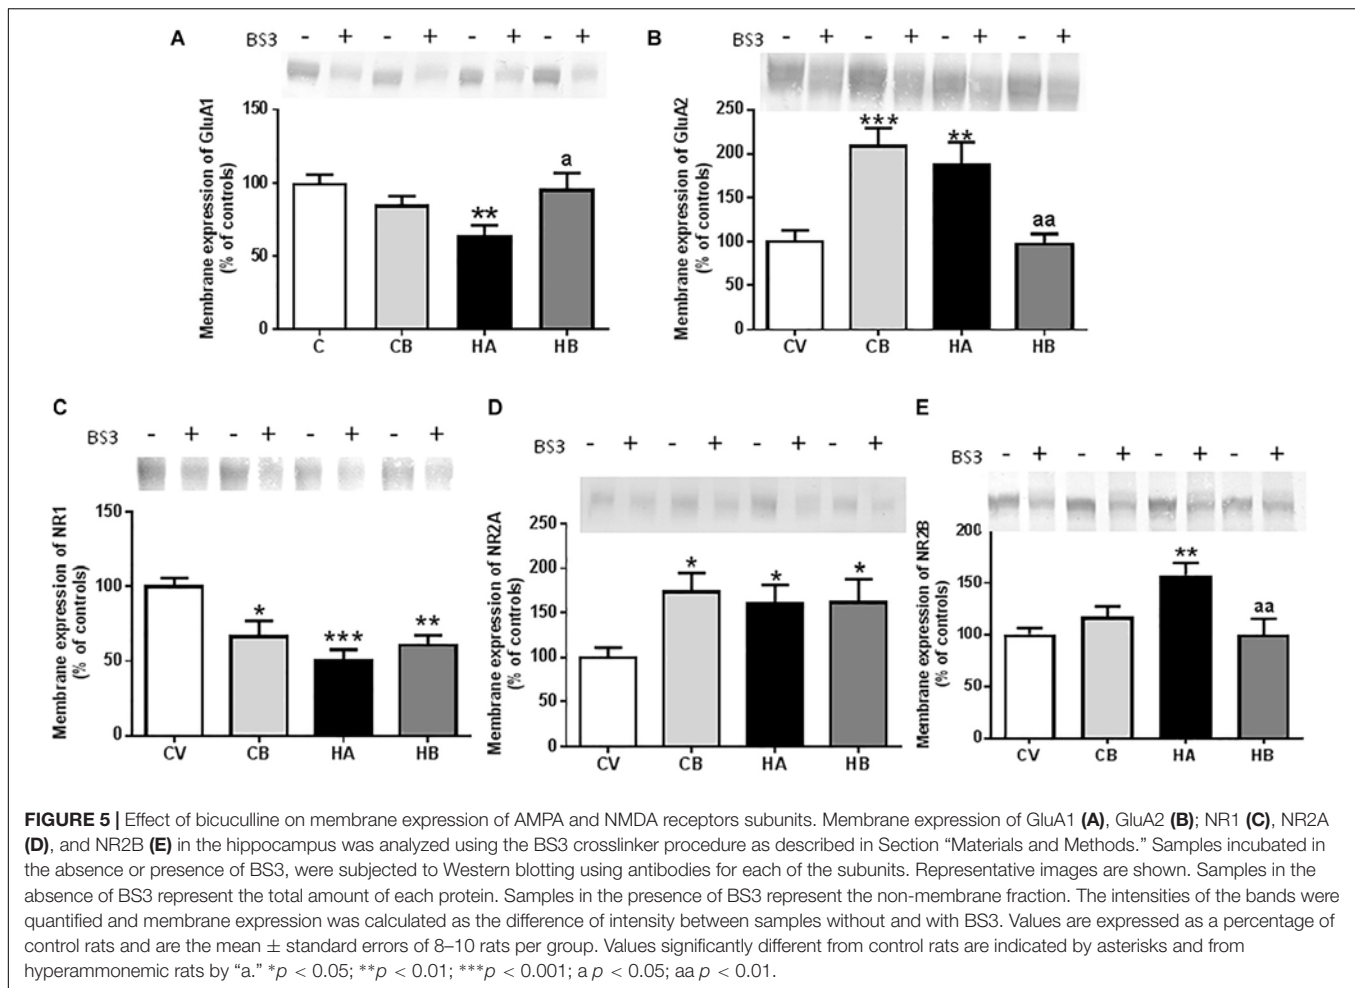 A
BS3 - + - + - + - +
Membrane expression of GluA1
(% of controls)
150
100
50
0
**
a
C CB HA HB
B
BS3 - + - + - + - +
Membrane expression of GluA2
(% of controls)
250
200
150
100
50
0
***
**
aa
CV CB HA HB
C
BS3 - + - + - + - +
Membrane expression of NR1
(% of controls)
150
100
50
0
*
***
**
CV CB HA HB
D
BS3 - + - + - + - +
Membrane expression of NR2A
(% of controls)
250
200
150
100
50
0
*
*
*
CV CB HA HB
E
BS3 - + - + - + - +
Membrane expression of NR2B
(% of controls)
200
150
100
50
0
**
aa
CV CB HA HB
FIGURE 5 | Effect of bicuculline on membrane expression of AMPA and NMDA receptors subunits. Membrane expression of GluA1 (A), GluA2 (B); NR1 (C), NR2A
(D), and NR2B (E) in the hippocampus was analyzed using the BS3 crosslinker procedure as described in Section “Materials and Methods.” Samples incubated in
the absence or presence of BS3, were subjected to Western blotting using antibodies for each of the subunits. Representative images are shown. Samples in the
absence of BS3 represent the total amount of each protein. Samples in the presence of BS3 represent the non-membrane fraction. The intensities of the bands were
quantified and membrane expression was calculated as the difference of intensity between samples without and with BS3. Values are expressed as a percentage of
control rats and are the mean ± standard errors of 8–10 rats per group. Values significantly different from control rats are indicated by asterisks and from
hyperammonemic rats by “a.” *p < 0.05; **p < 0.01; ***p < 0.001; a p < 0.05; aa p < 0.01.